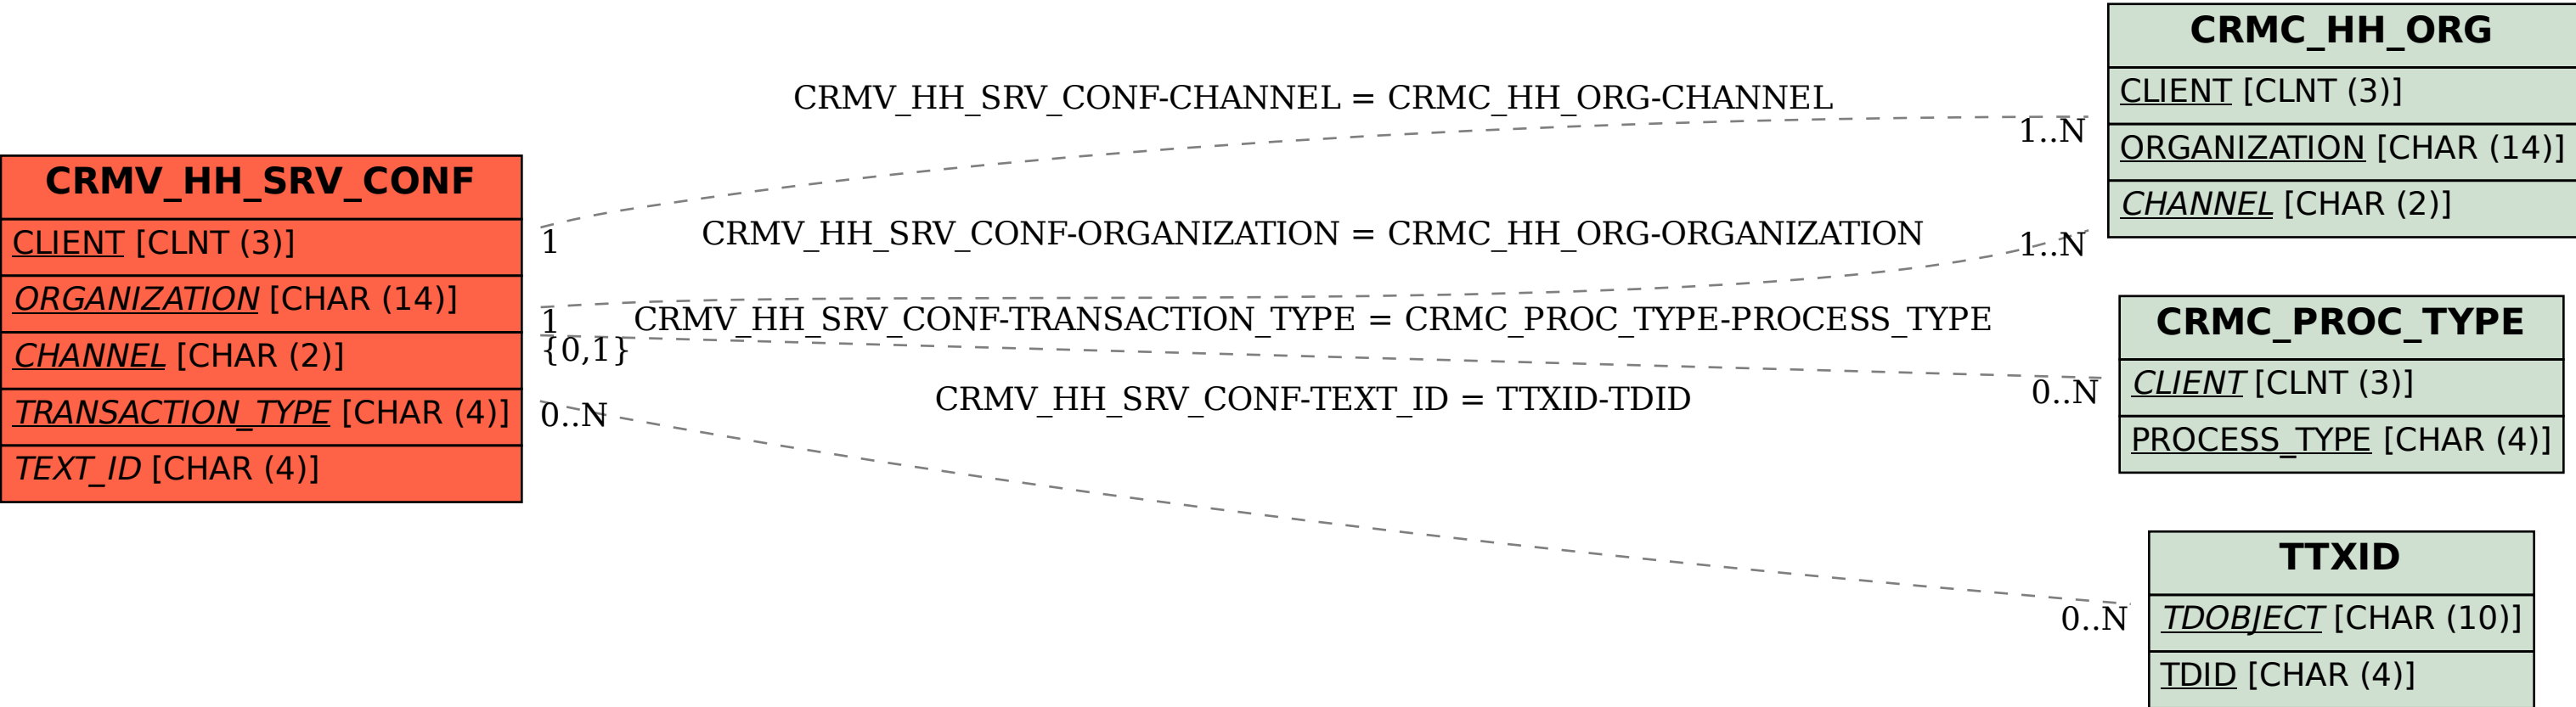 CRMV_HH_SRV_CONF
CLIENT [CLNT (3)]
ORGANIZATION [CHAR (14)]
CHANNEL [CHAR (2)]
TRANSACTION_TYPE [CHAR (4)]
TEXT_ID [CHAR (4)]
CRMV_HH_SRV_CONF-CHANNEL = CRMC_HH_ORG-CHANNEL
1
1..N
CRMV_HH_SRV_CONF-ORGANIZATION = CRMC_HH_ORG-ORGANIZATION
1
1..N
CRMV_HH_SRV_CONF-TRANSACTION_TYPE = CRMC_PROC_TYPE-PROCESS_TYPE
{0,1}
0..N
CRMV_HH_SRV_CONF-TEXT_ID = TTXID-TDID
0..N
0..N
CRMC_HH_ORG
CLIENT [CLNT (3)]
ORGANIZATION [CHAR (14)]
CHANNEL [CHAR (2)]
CRMC_PROC_TYPE
CLIENT [CLNT (3)]
PROCESS_TYPE [CHAR (4)]
TTXID
TDOBJECT [CHAR (10)]
TDID [CHAR (4)]